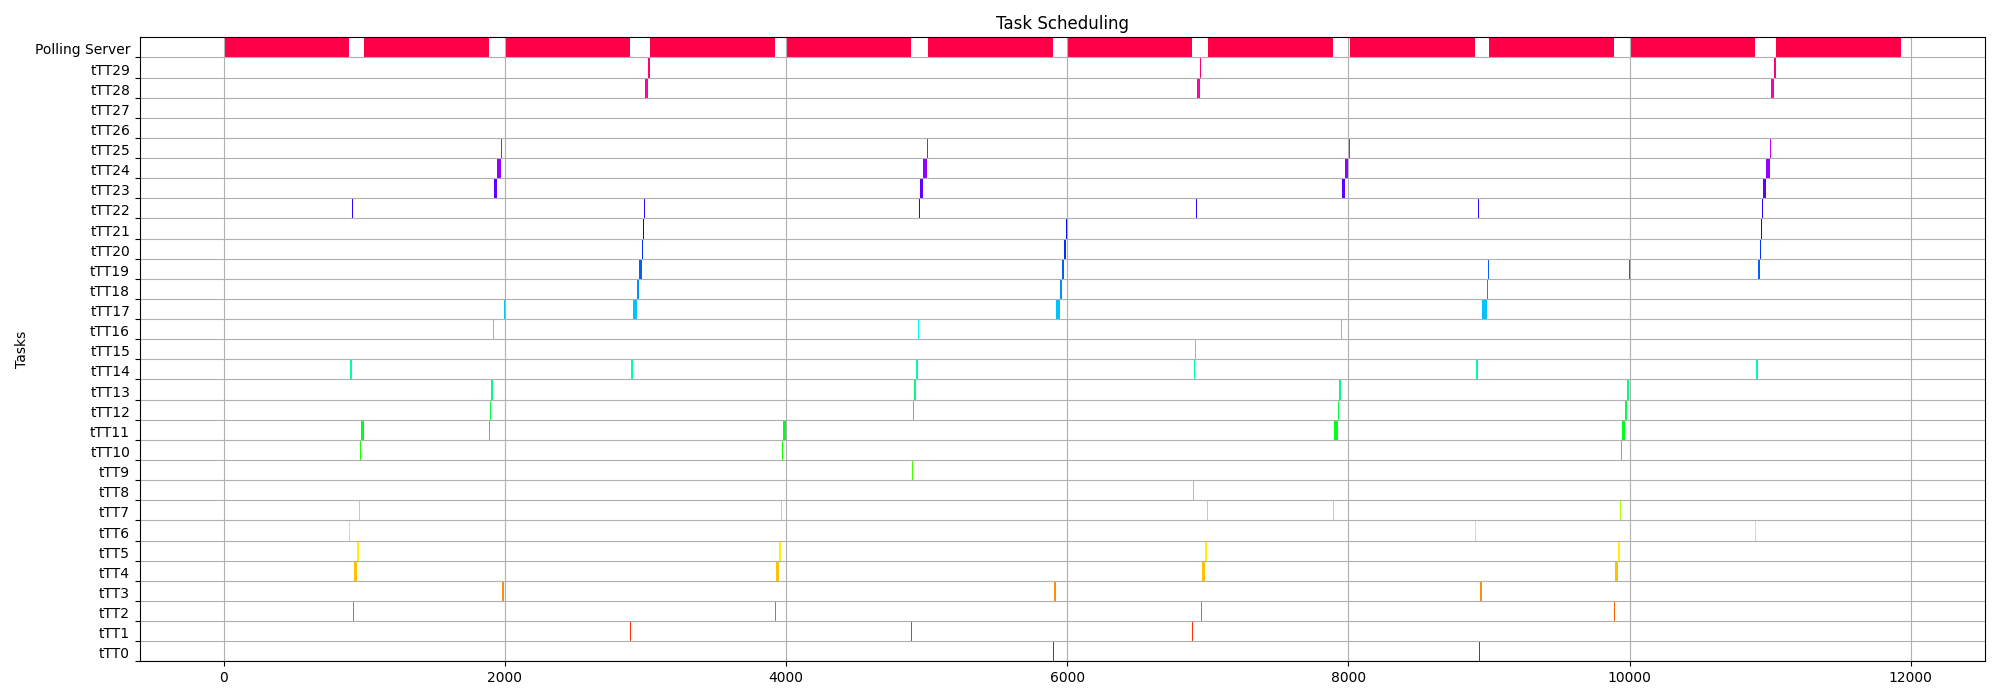 Task Scheduling
Polling Server
tTT29
tTT28
tTT27
tTT26
tTT25
tTT24
tTT23
tTT22
tTT21
tTT20
tTT19
tTT18
tTT17
tTT16
tTT15
tTT14
tTT13
tTT12
tTT11
tTT10
tTT9
tTT8
tTT7
tTT6
tTT5
tTT4
tTT3
tTT2
tTT1
tTT0
Tasks
0 2000 4000 6000 8000 10000 12000